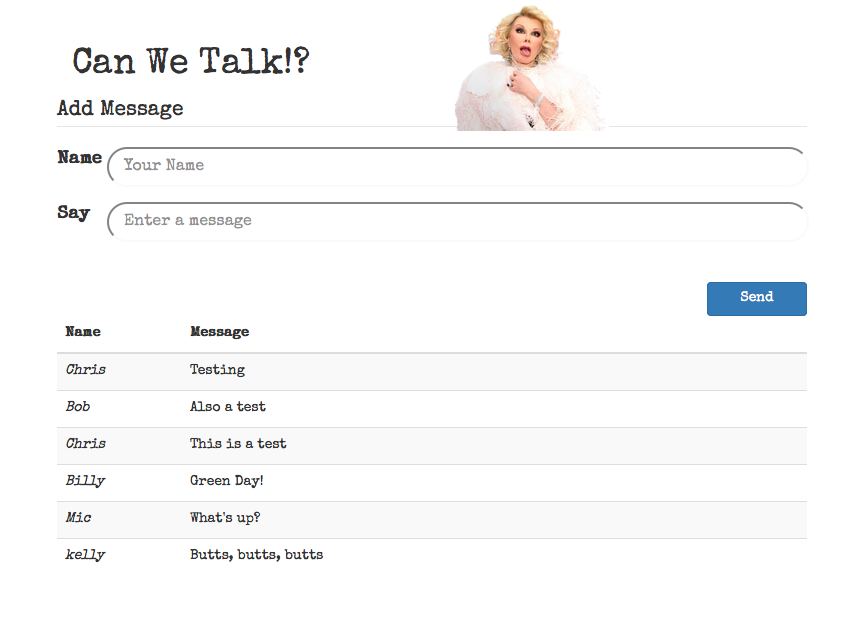 Can We Talk!?
Add Message
Name Your Name
Say Enter a message
Send
Name Message
Chris Testing
Bob Also a test
Chris This is a test
Billy Green Day!
Mic What's up?
kelly Butts, butts, butts